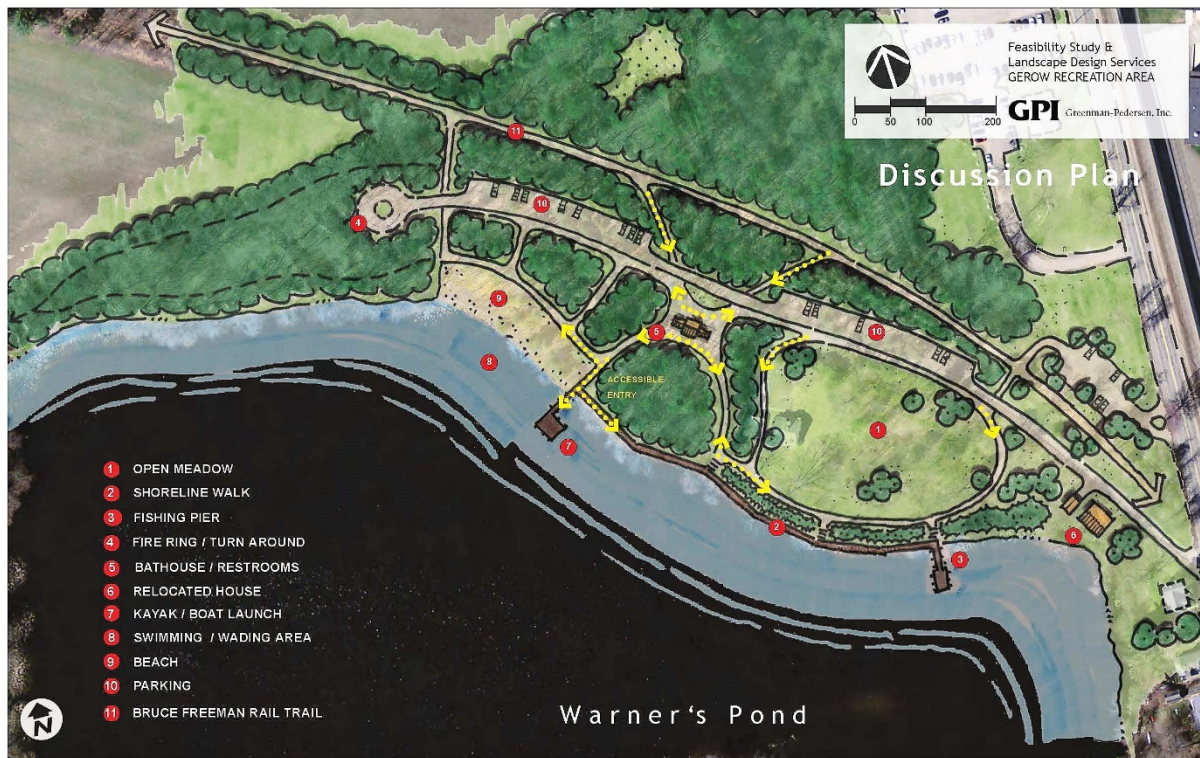 Feasibility Study &
Landscape Design Services
GEROW RECREATION AREA
0 50 100 200
GPI Greenman-Pedersen, Inc.
Discussion Plan
11
10
4
9
5
10
8
ACCESSIBLE
ENTRY
1
7
2
6
3
1 OPEN MEADOW
2 SHORELINE WALK
3 FISHING PIER
4 FIRE RING / TURN AROUND
5 BATHOUSE / RESTROOMS
6 RELOCATED HOUSE
7 KAYAK / BOAT LAUNCH
8 SWIMMING / WADING AREA
9 BEACH
10 PARKING
11 BRUCE FREEMAN RAIL TRAIL
N
Warner's Pond